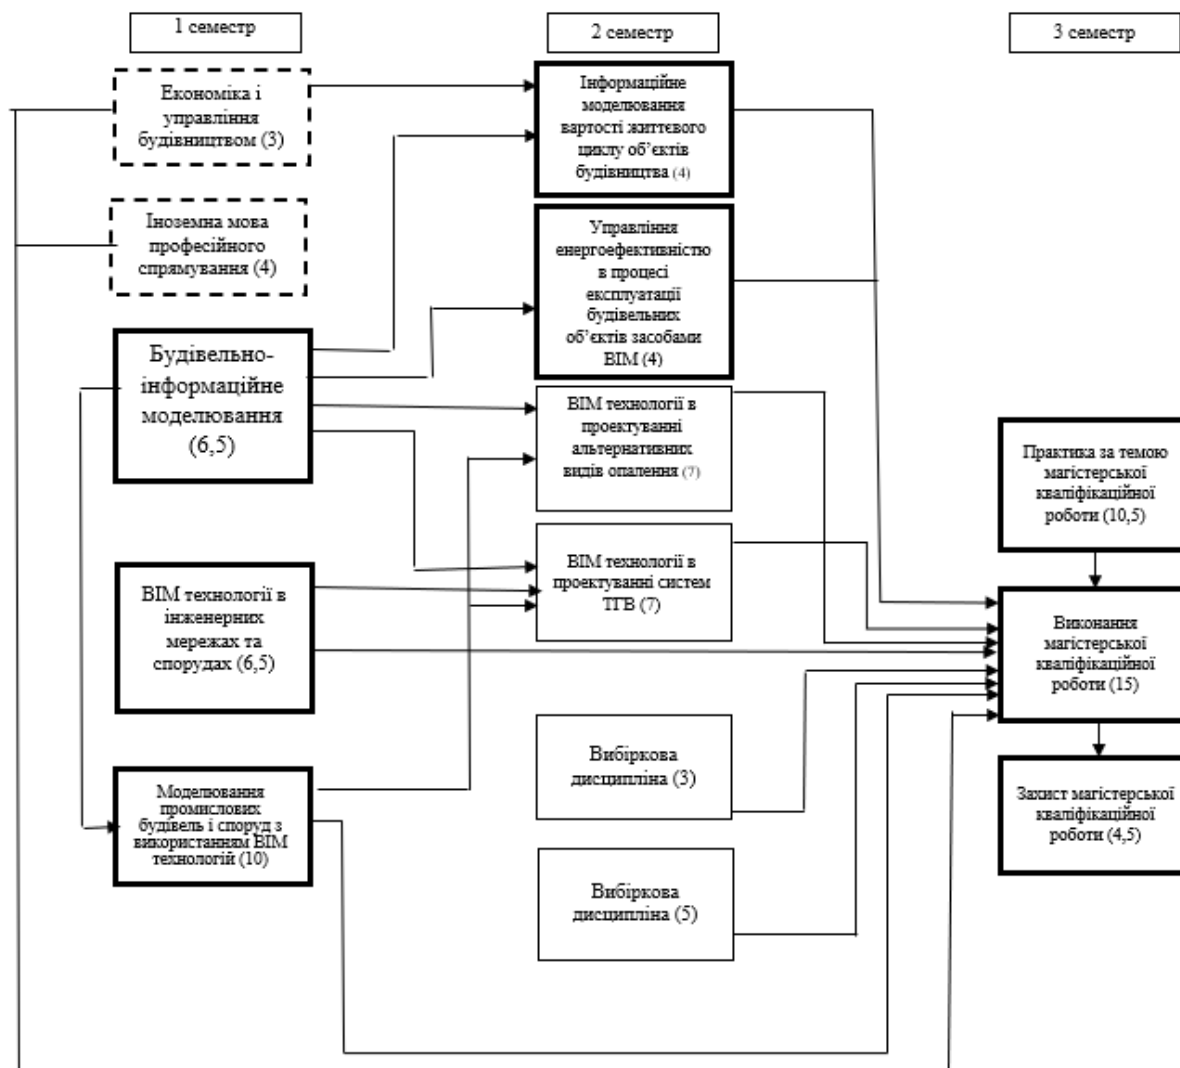 1 семестр
2 семестр
3 семестр
Економіка і
управління
будівництвом (3)
Іноземна мова
професійного
спрямування (4)
Будівельно-
інформаційне
моделювання
(6,5)
ВІМ технології в
інженерних
мережах та
спорудах (6,5)
Моделювання
промислових
будівель і споруд з
використанням ВІМ
технологій (10)
Інформаційне
моделювання
вартості життєвого
циклу об’єктів
будівництва (4)
Управління
енергоефективністю
в процесі
експлуатації
будівельних
об’єктів засобами
ВІМ (4)
ВІМ технології в
проектуванні
альтернативних
видів опалення (7)
ВІМ технології в
проектуванні систем
ТГВ (7)
Вибіркова
дисципліна (3)
Вибіркова
дисципліна (5)
Практика за темою
магістерської
кваліфікаційної
роботи (10,5)
Виконання
магістерської
кваліфікаційної
роботи (15)
Захист магістерської
кваліфікаційної
роботи (4,5)